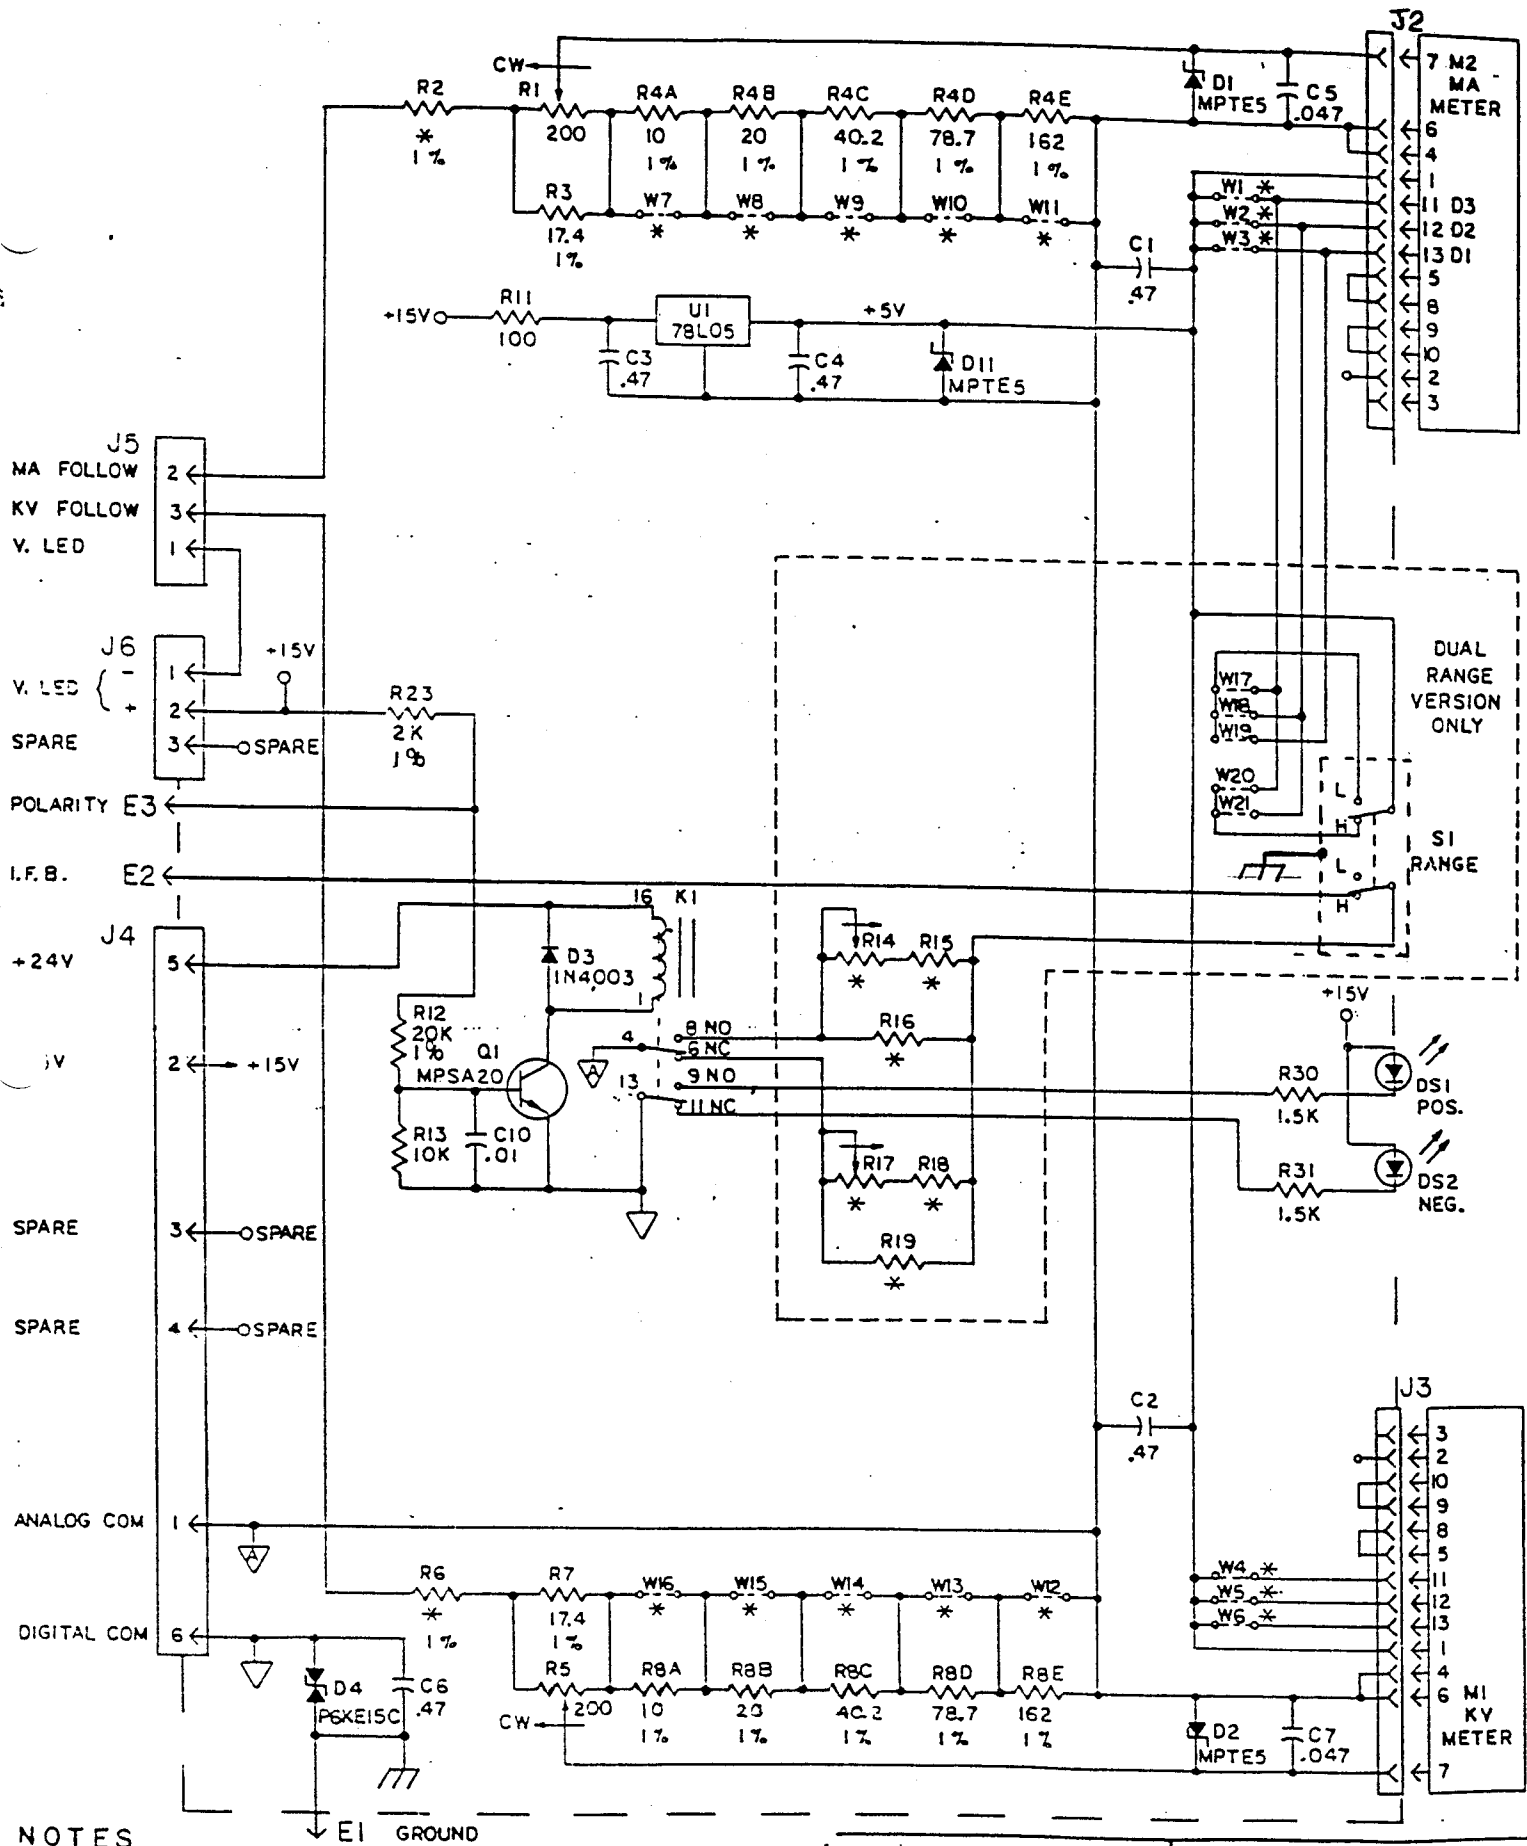 J2
CW
R2
*
1%
R1
200
R4A
10
1%
R4B
20
1%
R4C
40.2
1%
R4D
78.7
1%
R4E
162
1%
D1
MPTE5
C5
.047
7 M2
MA
METER
6
4
1
11 D3
12 D2
13 D1
5
8
9
10
2
3
R3
17.4
1%
W7
*
W8
*
W9
*
W10
*
W11
*
W1 *
W2 *
W3 *
C1
.47
+15V
R11
100
U1
78L05
+5V
C3
.47
C4
.47
D11
MPTE5
J5
MA FOLLOW 2
KV FOLLOW 3
V. LED 1
J6
+15V
V. LED
- 1
+ 2
R23
2K
1%
SPARE 3 SPARE
POLARITY E3
I.F.B. E2
DUAL
RANGE
VERSION
ONLY
W17
W18
W19
W20
W21
L
H
L
H
S1
RANGE
J4
+24V 5
16 K1
D3
1N4003
1
R12
20K
1%
Q1
MPSA20
V 2 +15V
R13
10K
C10
.01
4
A
8 NO
6 NC
13
9 NO
11 NC
R14
*
R15
*
R16
*
R17
*
R18
*
R19
*
+15V
R30
1.5K
DS1
POS.
R31
1.5K
DS2
NEG.
SPARE 3 SPARE
SPARE 4 SPARE
C2
.47
J3
3
2
10
9
8
5
11
12
13
1
4
6
7
M1
KV
METER
ANALOG COM 1
A
DIGITAL COM 6
D4
P6KE15C
C6
.47
R6
*
1%
R7
17.4
1%
W16
*
W15
*
W14
*
W13
*
W12
*
W4 *
W5 *
W6 *
R5
200
CW
R8A
10
1%
R8B
20
1%
R8C
40.2
1%
R8D
78.7
1%
R8E
162
1%
D2
MPTE5
C7
.047
NOTES
E1 GROUND